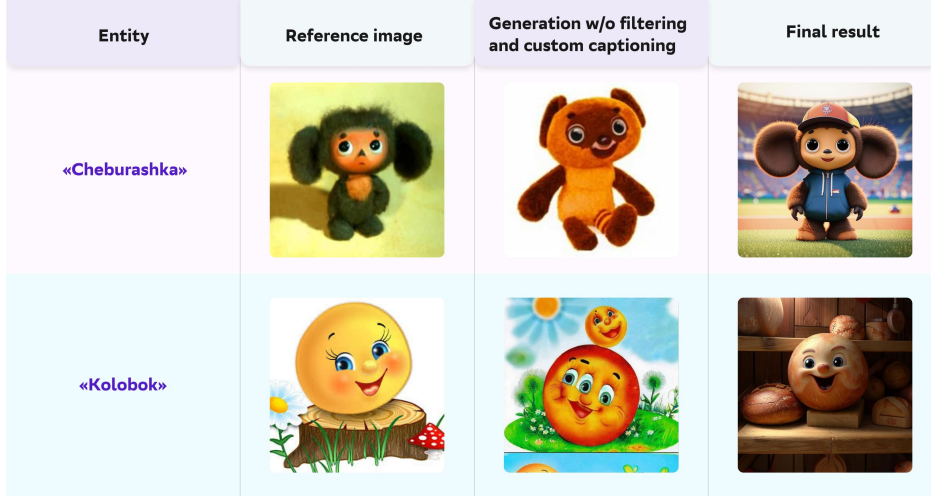 Entity
Reference image
Generation w/o filtering
and custom captioning
Final result
«Cheburashka»
«Kolobok»